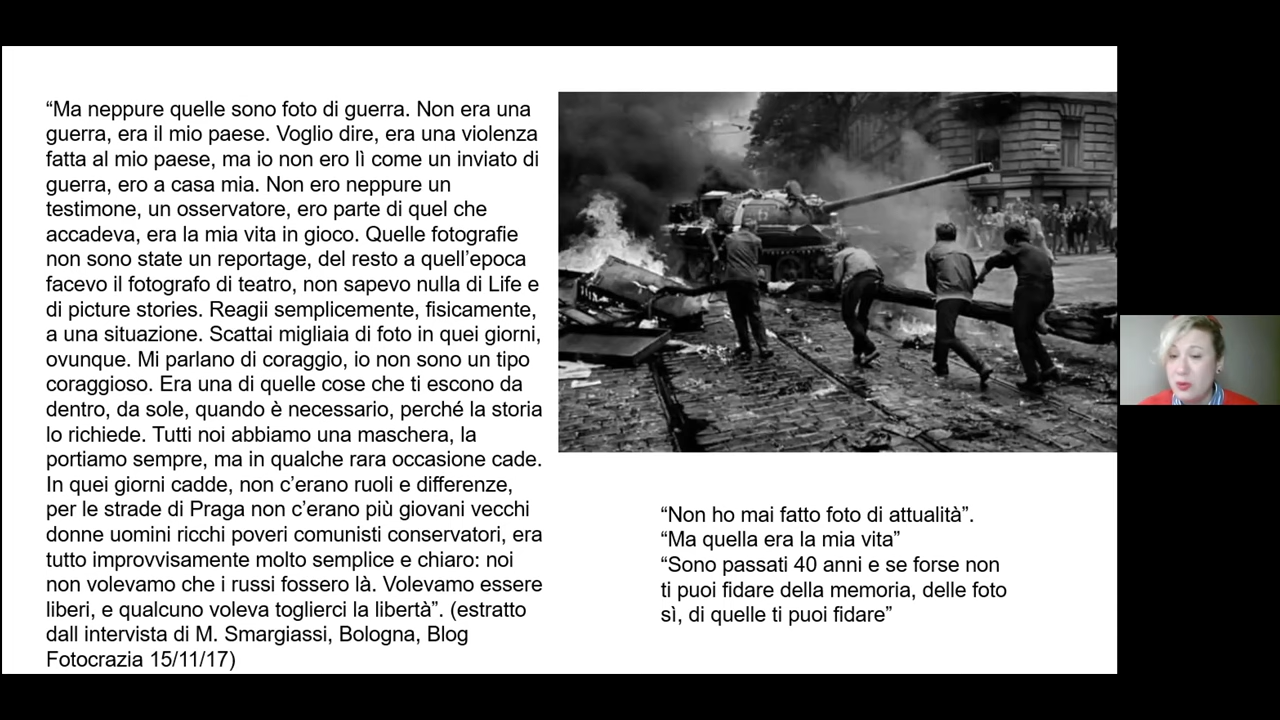 “Ma neppure quelle sono foto di guerra. Non era una
guerra, era il mio paese. Voglio dire, era una violenza
fatta al mio paese, ma io non ero lì come un inviato di
guerra, ero a casa mia. Non ero neppure un
testimone, un osservatore, ero parte di quel che
accadeva, era la mia vita in gioco. Quelle fotografie
non sono state un reportage, del resto a quell’epoca
facevo il fotografo di teatro, non sapevo nulla di Life e
di picture stories. Reagii semplicemente, fisicamente,
a una situazione. Scattai migliaia di foto in quei giorni,
ovunque. Mi parlano di coraggio, io non sono un tipo
coraggioso. Era una di quelle cose che ti escono da
dentro, da sole, quando è necessario, perché la storia
lo richiede. Tutti noi abbiamo una maschera, la
portiamo sempre, ma in qualche rara occasione cade.
In quei giorni cadde, non c’erano ruoli e differenze,
per le strade di Praga non c’erano più giovani vecchi
donne uomini ricchi poveri comunisti conservatori, era
tutto improvvisamente molto semplice e chiaro: noi
non volevamo che i russi fossero là. Volevamo essere
liberi, e qualcuno voleva toglierci la libertà”. (estratto
dall intervista di M. Smargiassi, Bologna, Blog
Fotocrazia 15/11/17)
“Non ho mai fatto foto di attualità”.
“Ma quella era la mia vita”
“Sono passati 40 anni e se forse non
ti puoi fidare della memoria, delle foto
sì, di quelle ti puoi fidare”